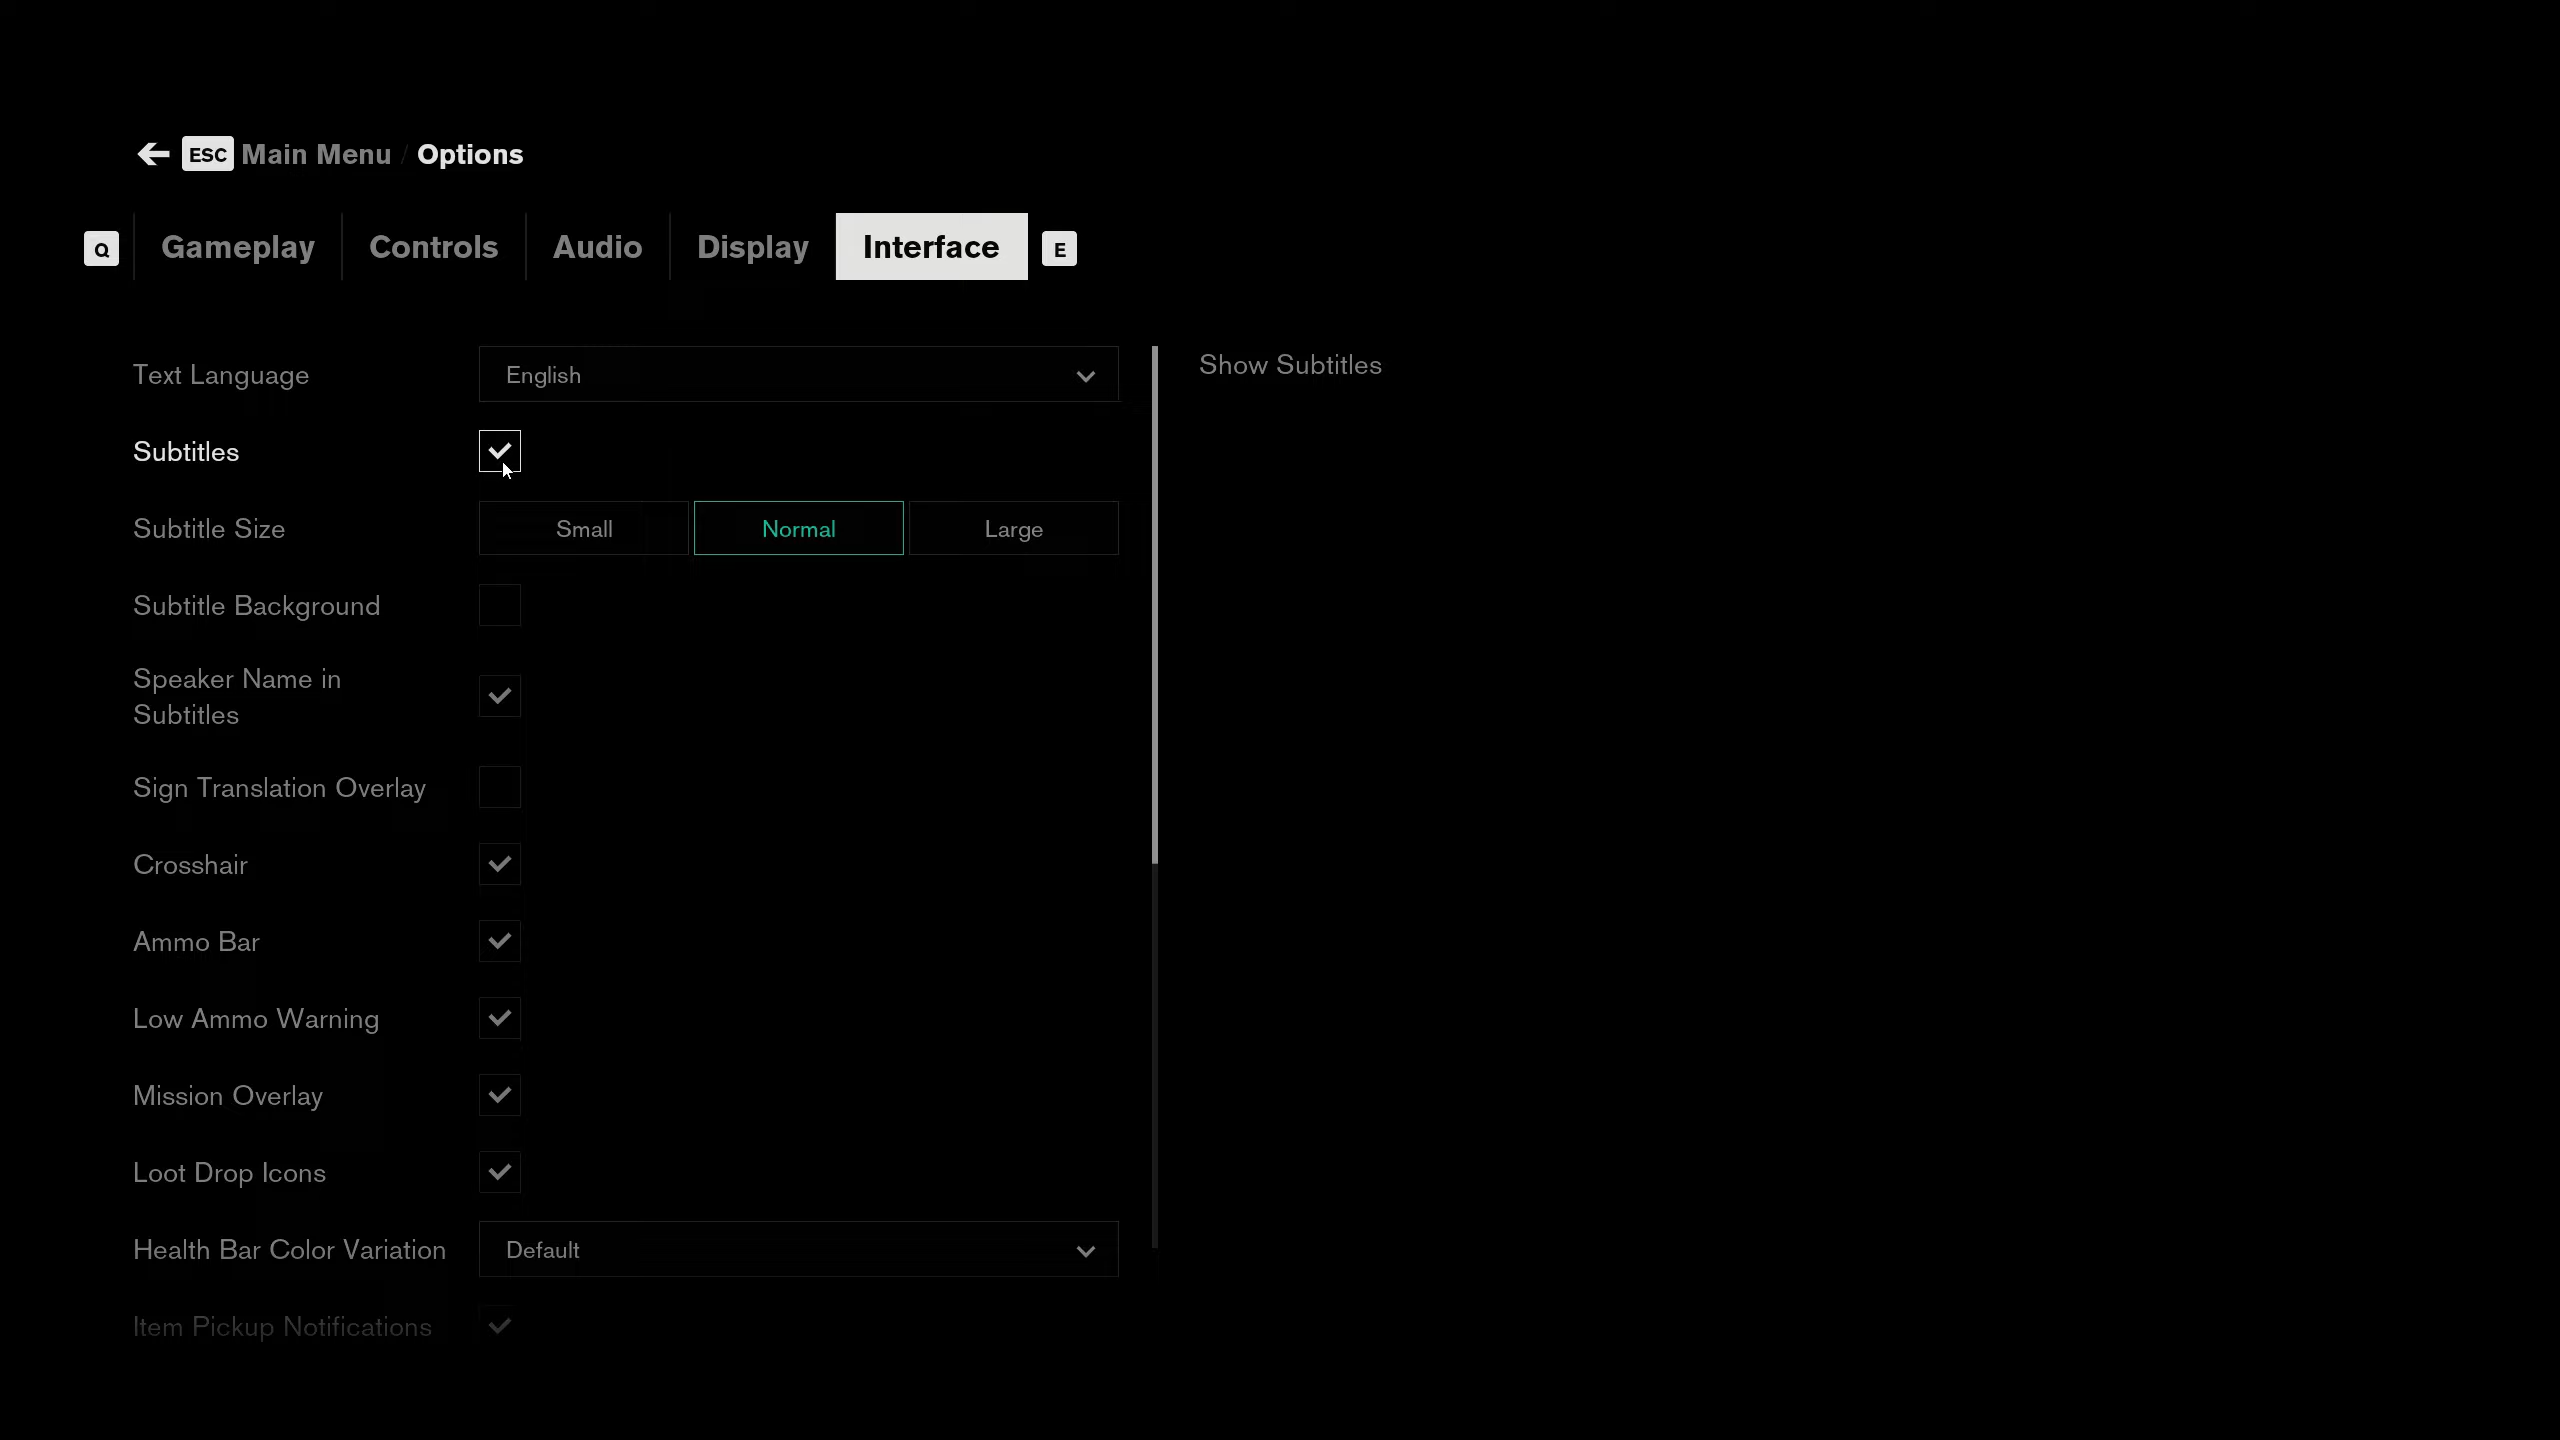 ESC Main Menu / Options
Q Gameplay Controls Audio Display Interface E
Text Language English
Show Subtitles
Subtitles
Subtitle Size Small Normal Large
Subtitle Background
Speaker Name in
Subtitles
Sign Translation Overlay
Crosshair
Ammo Bar
Low Ammo Warning
Mission Overlay
Loot Drop Icons
Health Bar Color Variation Default
Item Pickup Notifications